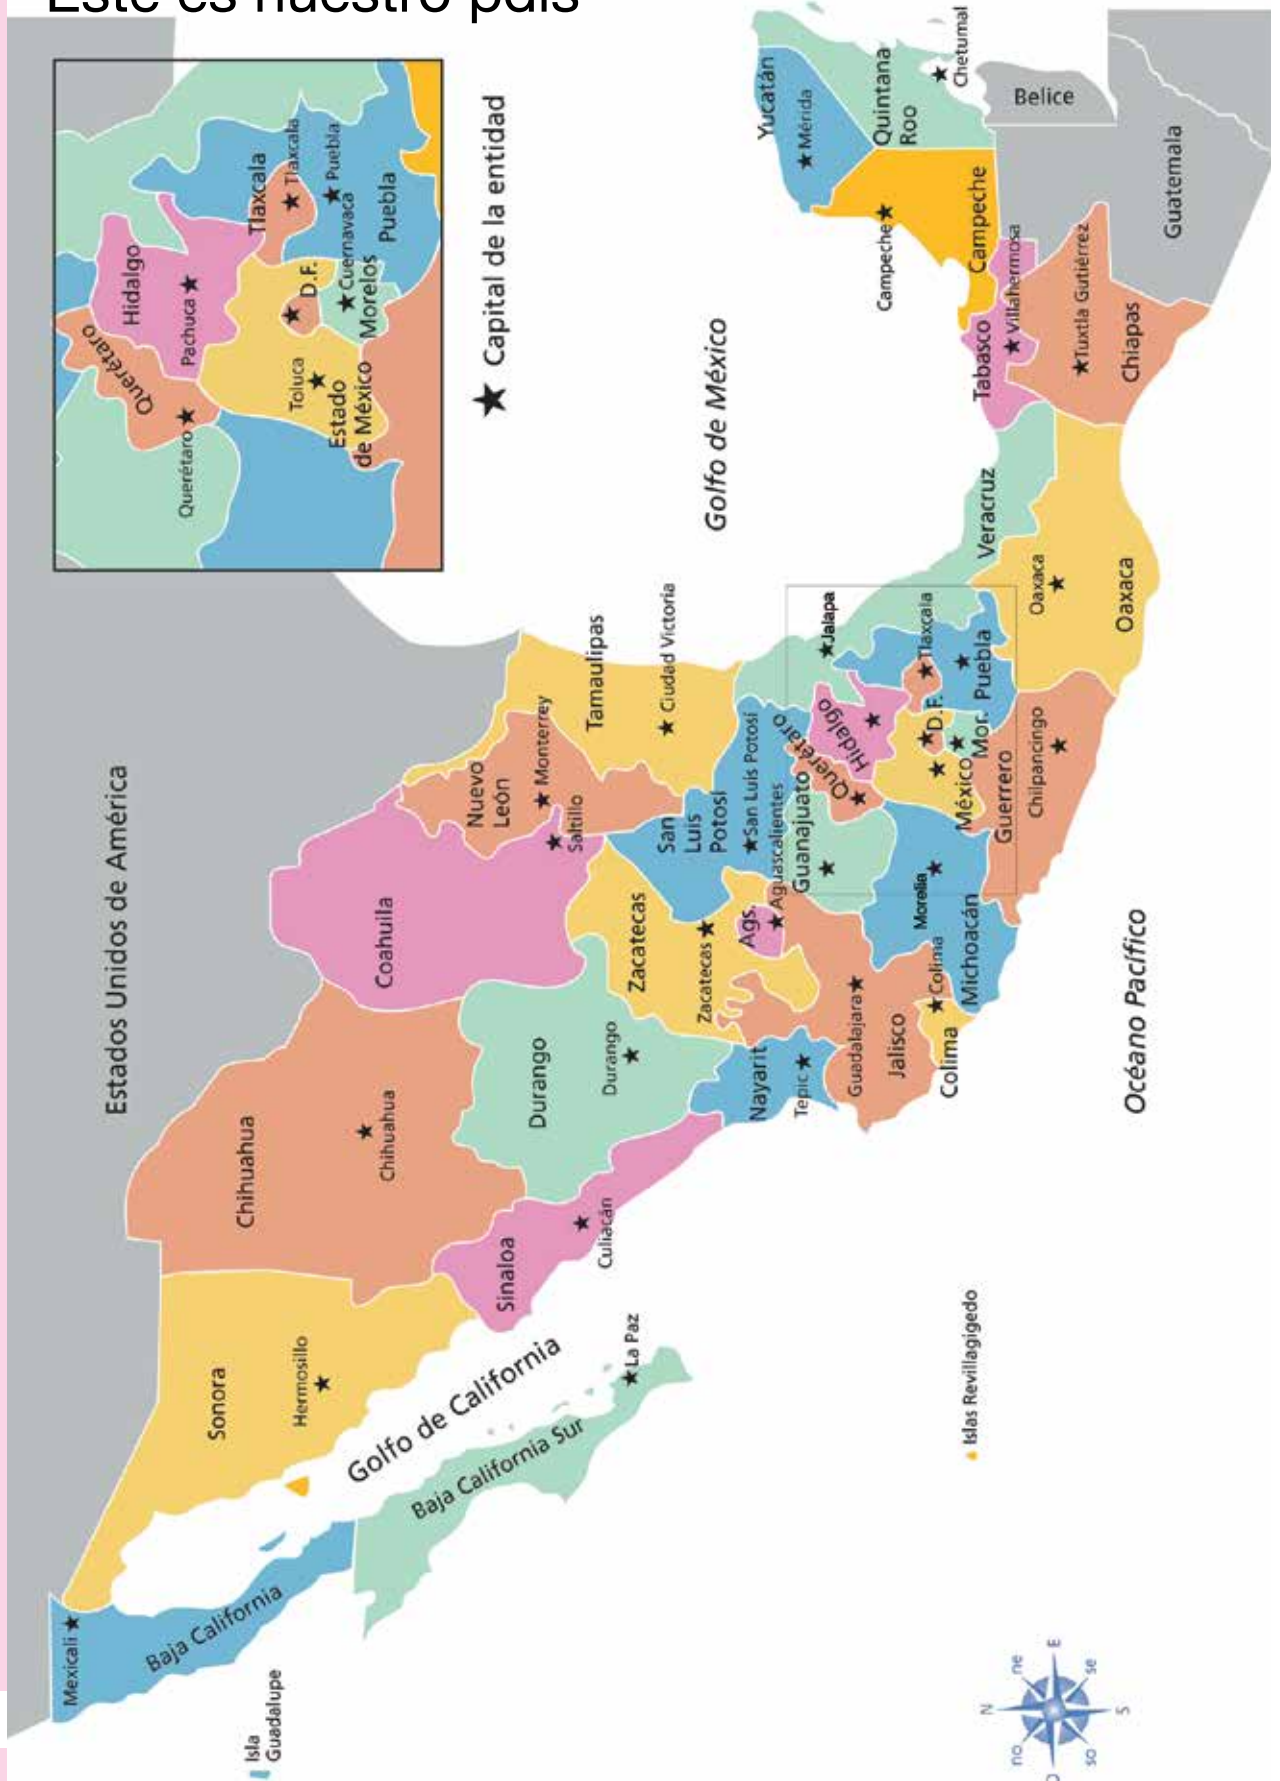 Este es nuestro país
Estados Unidos de América
Mexicali
Baja California
Isla
Guadalupe
Sonora
Hermosillo
Golfo de California
Baja California Sur
La Paz
Chihuahua
Chihuahua
Sinaloa
Culiacán
Durango
Durango
Coahuila
Saltillo
Nuevo
León
Monterrey
Tamaulipas
Ciudad Victoria
Zacatecas
Zacatecas
San
Luis
Potosí
San Luis Potosí
Ags.
Aguascalientes
Nayarit
Tepic
Guadalajara
Jalisco
Colima
Colima
Guanajuato
Querétaro
Hidalgo
Morelia
Michoacán
México
D.F.
Mor.
Tlaxcala
Puebla
Jalapa
Veracruz
Guerrero
Chilpancingo
Oaxaca
Oaxaca
Tabasco
Villahermosa
Tuxtla Gutiérrez
Chiapas
Campeche
Campeche
Yucatán
Mérida
Quintana
Roo
Chetumal
Belice
Guatemala
Golfo de México
Océano Pacífico
Islas Revillagigedo
★ Capital de la entidad
Querétaro
Querétaro
Hidalgo
Pachuca
Tlaxcala
Tlaxcala
Puebla
Puebla
Toluca
Estado
de México
D.F.
Cuernavaca
Morelos
N
ne
E
se
S
so
O
no